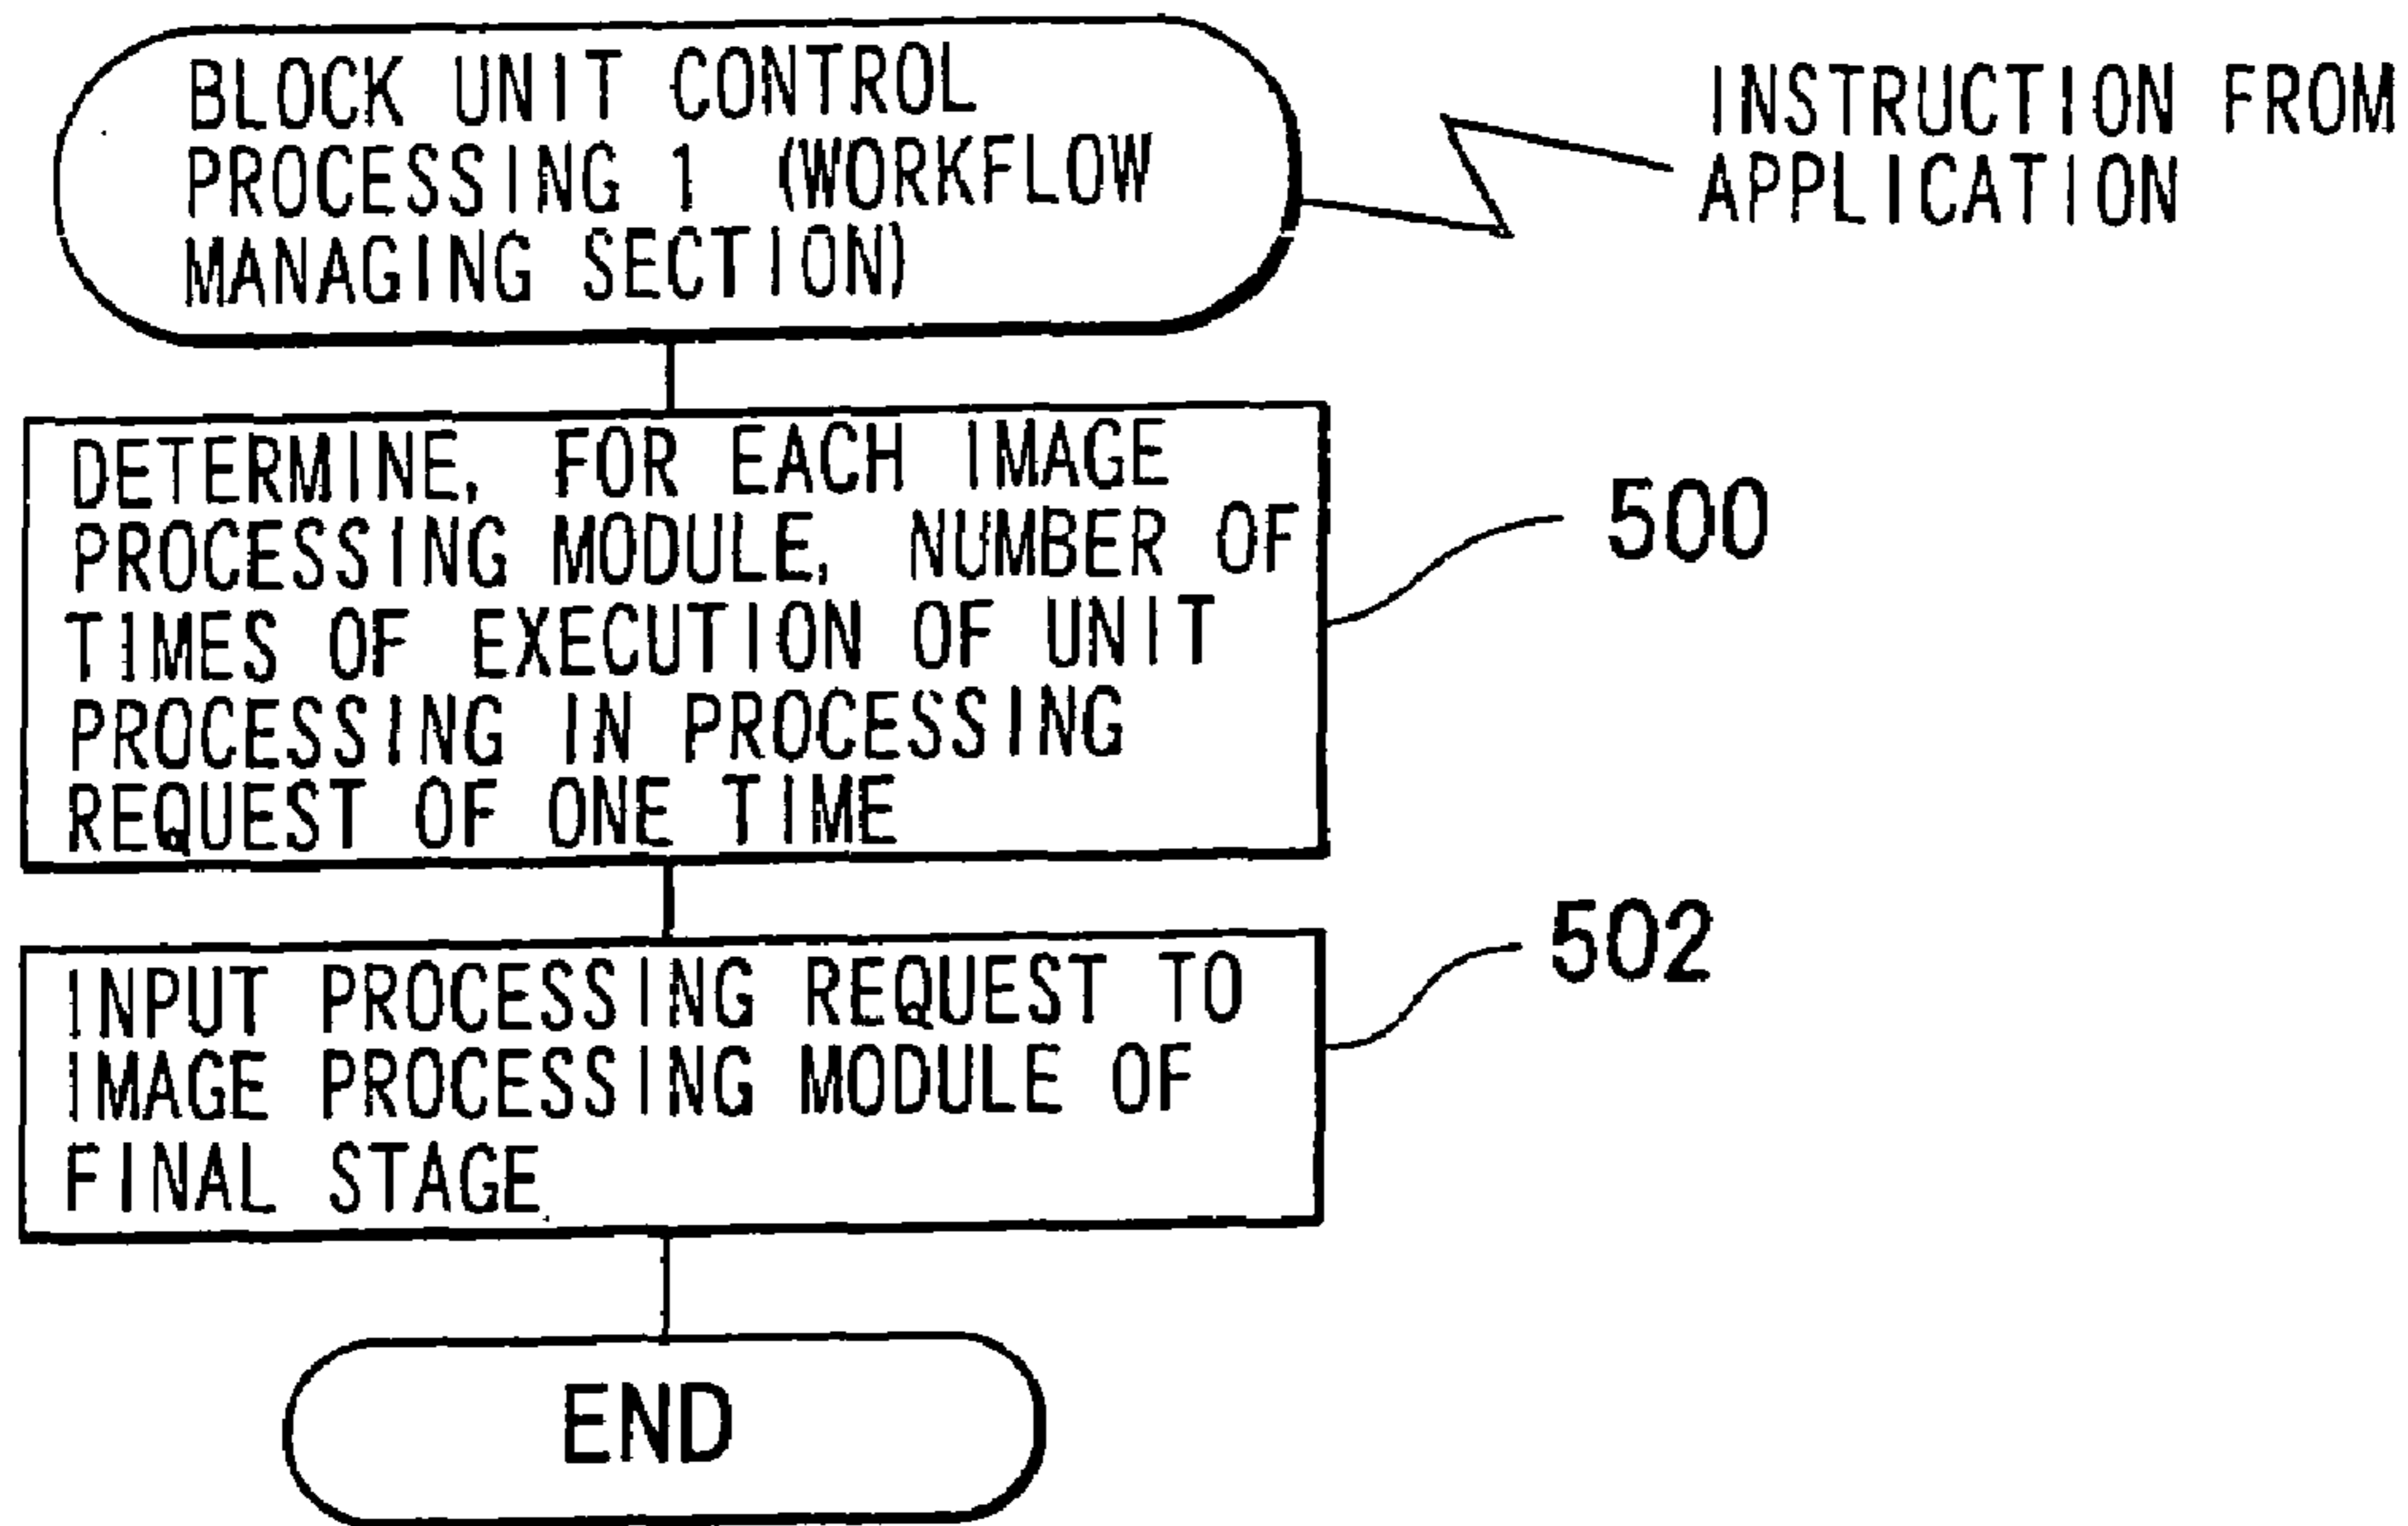 BLOCK UNIT CONTROL
PROCESSING 1 (WORKFLOW
MANAGING SECTION)
INSTRUCTION FROM
APPLICATION
DETERMINE, FOR EACH IMAGE
PROCESSING MODULE, NUMBER OF
TIMES OF EXECUTION OF UNIT
PROCESSING IN PROCESSING
REQUEST OF ONE TIME
500
INPUT PROCESSING REQUEST TO
IMAGE PROCESSING MODULE OF
FINAL STAGE
502
END